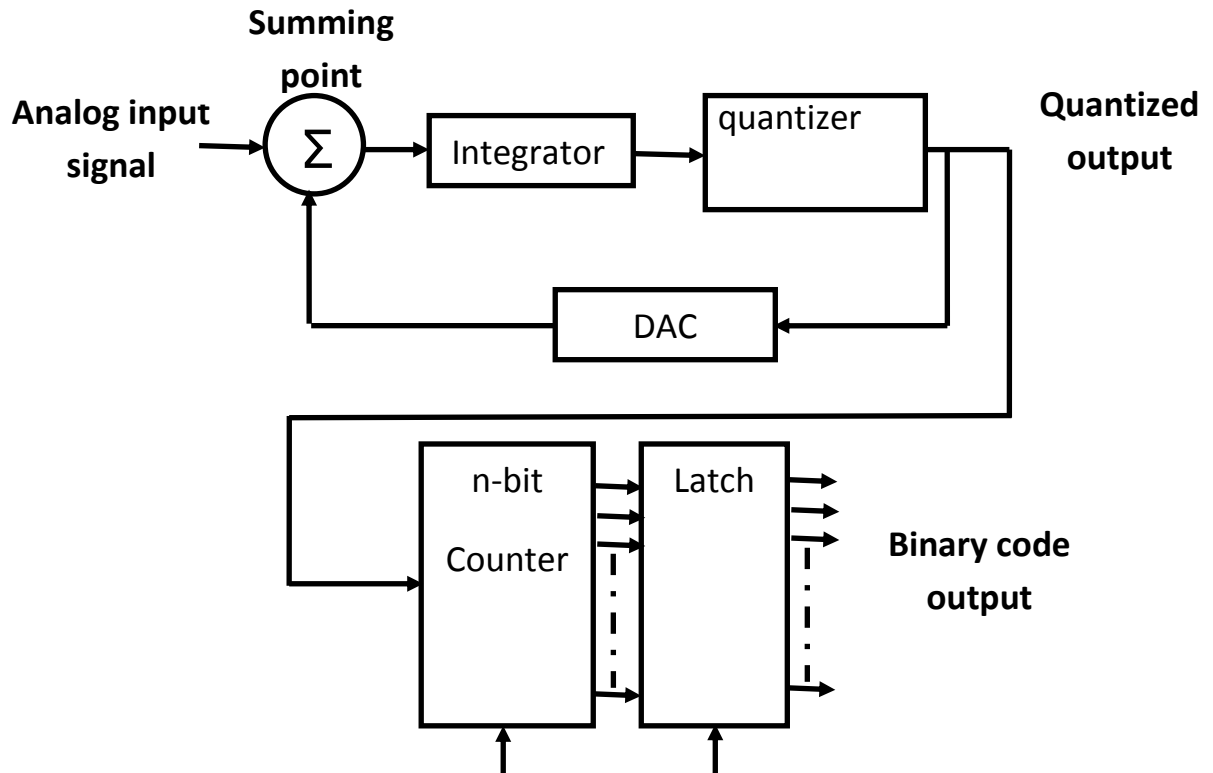 Summing
point
Analog input
signal
Σ
Integrator
quantizer
Quantized
output
DAC
n-bit
Counter
Latch
Binary code
output